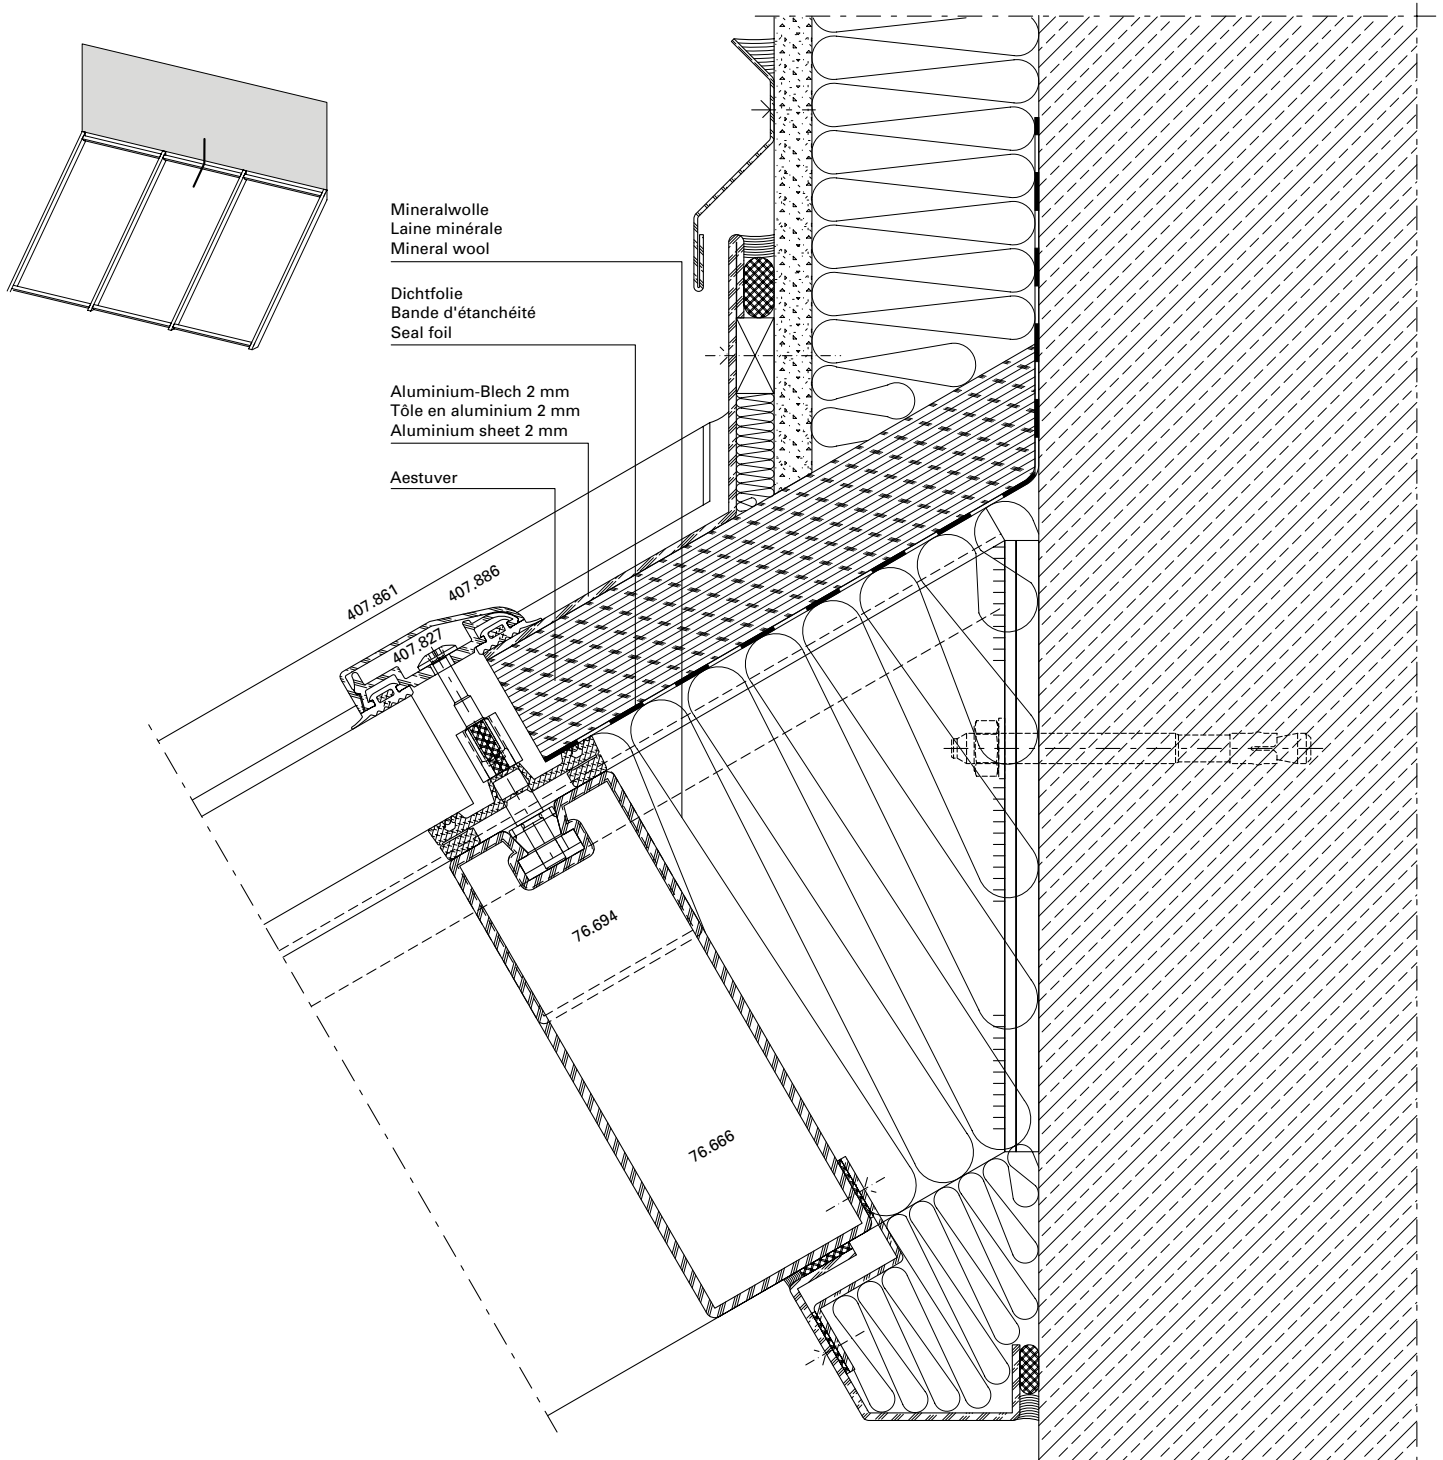 Mineralwolle
Laine minérale
Mineral wool
Dichtfolie
Bande d'étanchéité
Seal foil
Aluminium-Blech 2 mm
Tôle en aluminium 2 mm
Aluminium sheet 2 mm
Aestuver
407.861
407.886
407.827
76.694
76.666